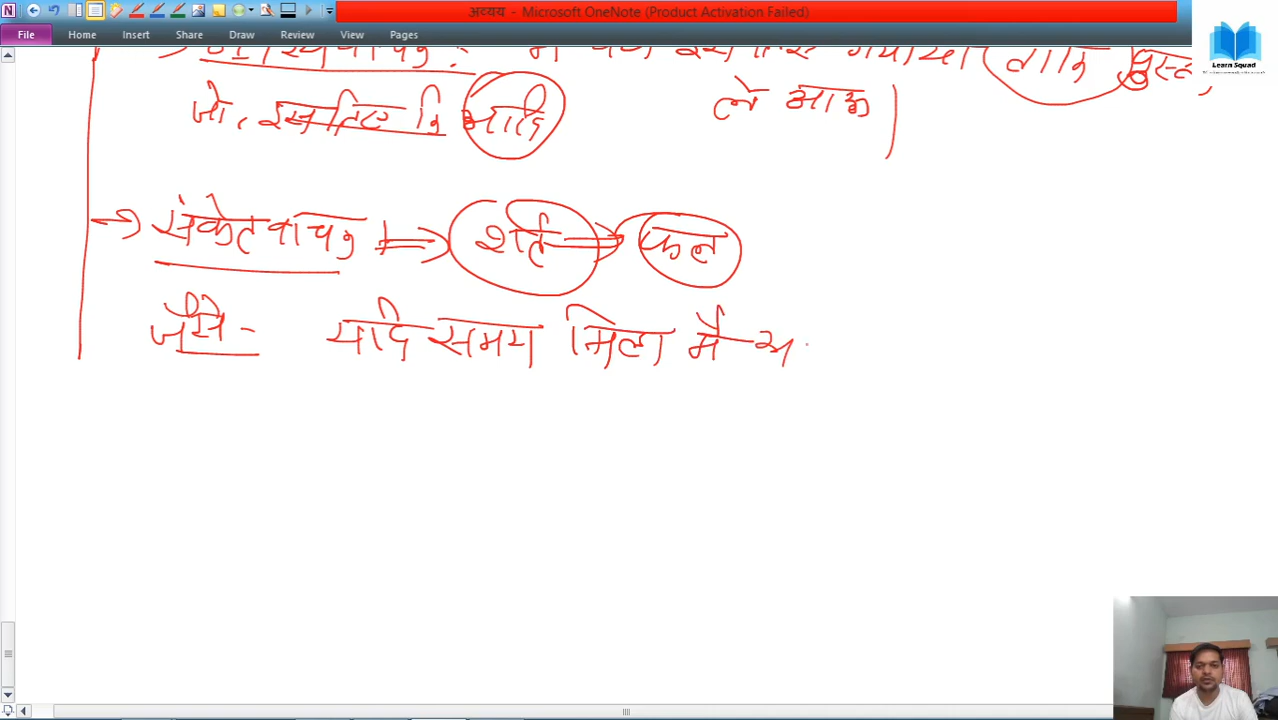 अव्यय - Microsoft OneNote (Product Activation Failed)
File Home Insert Share Draw Review View Pages
Learn Squad
ताकि
जो, इसलिए कि आदि
ले आऊ
→ संकेतवाचक ⇒ शर्त ⇒ फल
जैसे- यदि समय मिला मै